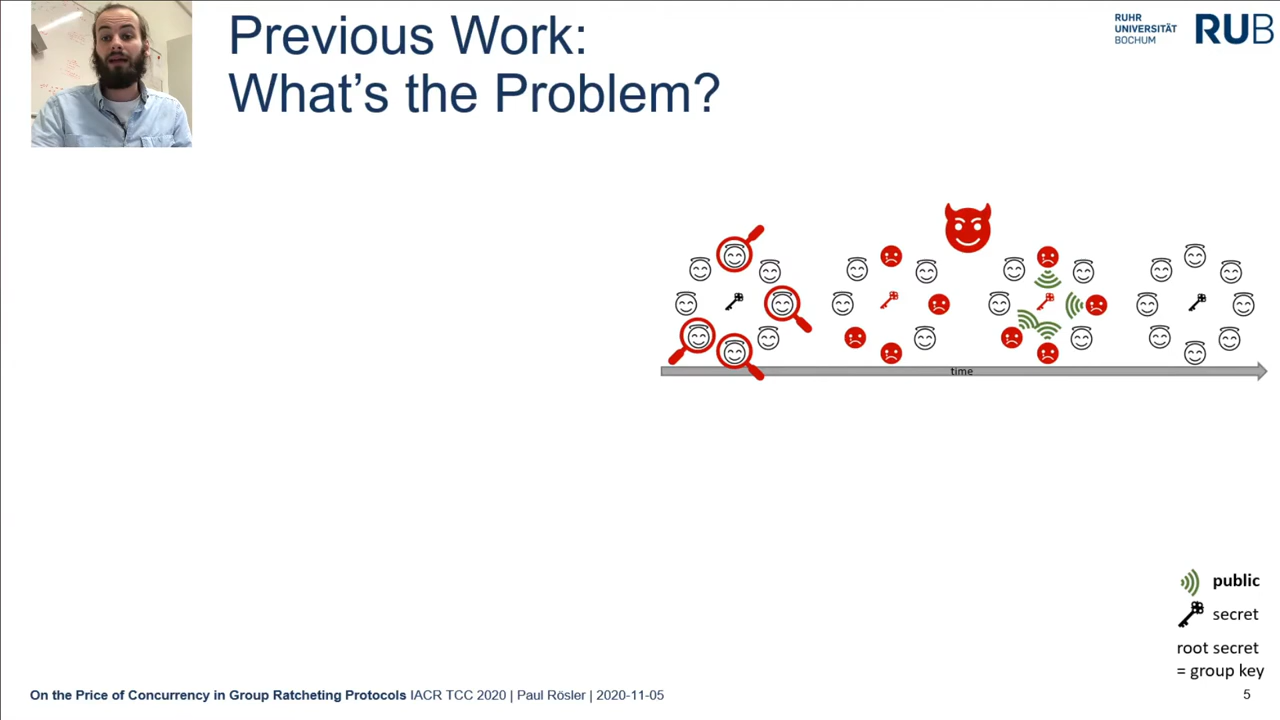 Previous Work:
What's the Problem?
RUHR
UNIVERSITÄT
BOCHUM
RUB
time
public
secret
root secret
= group key
On the Price of Concurrency in Group Ratcheting Protocols IACR TCC 2020 | Paul Rösler | 2020-11-05
5